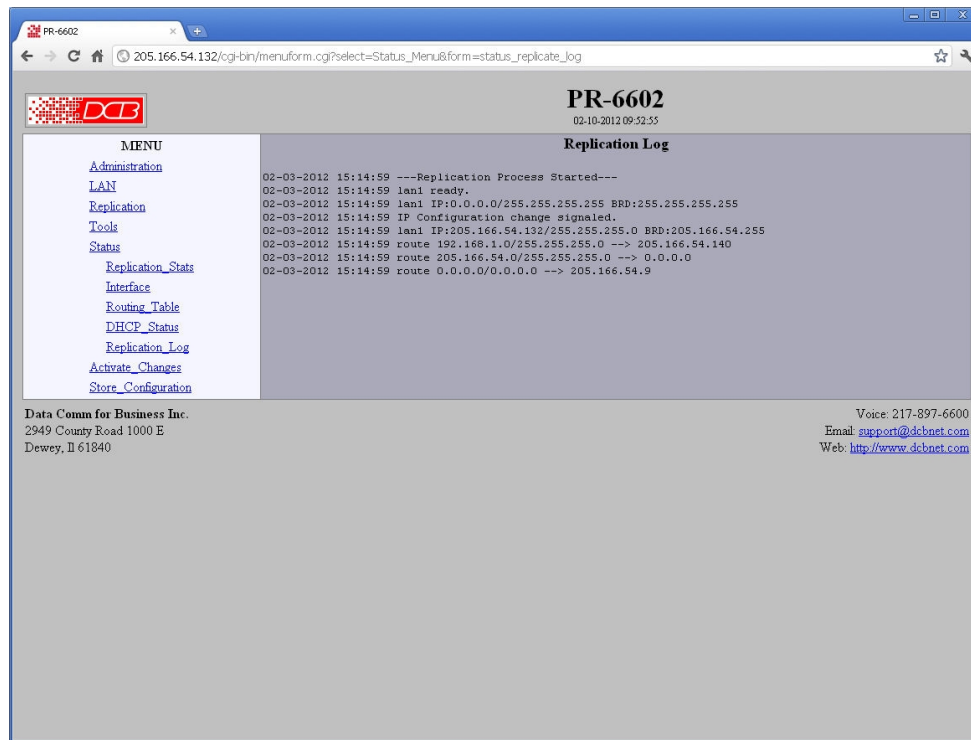 PR-6602
205.166.54.132/cgi-bin/menuform.cgi?select=Status_Menu&form=status_replicate_log
DCB
PR-6602
02-10-2012 09:52:55
MENU
Administration
LAN
Replication
Tools
Status
Replication_Stats
Interface
Routing_Table
DHCP_Status
Replication_Log
Activate_Changes
Store_Configuration
Replication Log
02-03-2012 15:14:59 ---Replication Process Started---
02-03-2012 15:14:59 lan1 ready.
02-03-2012 15:14:59 lan1 IP:0.0.0.0/255.255.255.255 BRD:255.255.255.255
02-03-2012 15:14:59 IP Configuration change signaled.
02-03-2012 15:14:59 lan1 IP:205.166.54.132/255.255.255.0 BRD:205.166.54.255
02-03-2012 15:14:59 route 192.168.1.0/255.255.255.0 --> 205.166.54.140
02-03-2012 15:14:59 route 205.166.54.0/255.255.255.0 --> 0.0.0.0
02-03-2012 15:14:59 route 0.0.0.0/0.0.0.0 --> 205.166.54.9
Data Comm for Business Inc.
2949 County Road 1000 E
Dewey, Il 61840
Voice: 217-897-6600
Email: support@dcbnet.com
Web: http://www.dcbnet.com